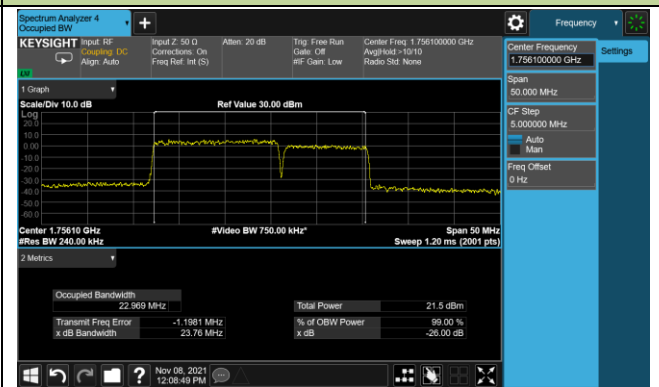 Spectrum Analyzer 4
Occupied BW
+
Frequency
KEYSIGHT Input: RF
Coupling: DC
Align: Auto
Input Z: 50 Ω
Corrections: On
Freq Ref: Int (S)
Atten: 20 dB
Trig: Free Run
Gate: Off
#IF Gain: Low
Center Freq: 1.756100000 GHz
Avg|Hold:>10/10
Radio Std: None
Center Frequency
1.756100000 GHz
Settings
Span
50.000 MHz
CF Step
5.000000 MHz
Auto
Man
Freq Offset
0 Hz
1 Graph
Scale/Div 10.0 dB
Ref Value 30.00 dBm
Log
20.0
10.0
0.00
-10.0
-20.0
-30.0
-40.0
-50.0
-60.0
Center 1.75610 GHz
#Video BW 750.00 kHz*
Span 50 MHz
#Res BW 240.00 kHz
Sweep 1.20 ms (2001 pts)
2 Metrics
Occupied Bandwidth
22.969 MHz
Total Power
21.5 dBm
Transmit Freq Error
-1.1981 MHz
% of OBW Power
99.00 %
x dB Bandwidth
23.76 MHz
x dB
-26.00 dB
?
Nov 08, 2021
12:08:49 PM